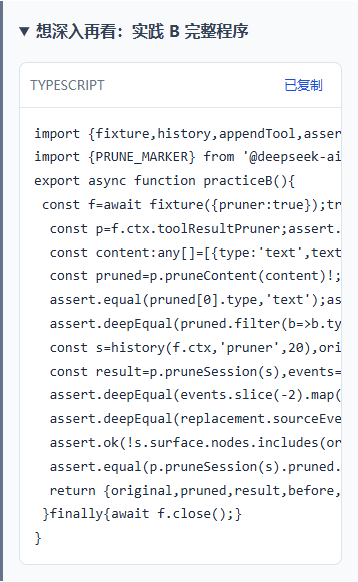 ▼ 想深入再看：实践 B 完整程序
TYPESCRIPT
已复制
import {fixture,history,appendTool,asser
import {PRUNE_MARKER} from '@deepseek-ai
export async function practiceB(){
const f=await fixture({pruner:true});tr
const p=f.ctx.toolResultPruner;assert.
const content:any[]=[{type:'text',text
const pruned=p.pruneContent(content)!;
assert.equal(pruned[0].type,'text');as
assert.deepEqual(pruned.filter(b=>b.ty
const s=history(f.ctx,'pruner',20),ori
const result=p.pruneSession(s),events=
assert.deepEqual(events.slice(-2).map(
assert.deepEqual(replacement.sourceEve
assert.ok(!s.surface.nodes.includes(or
assert.equal(p.pruneSession(s).pruned.
return {original,pruned,result,before,
}finally{await f.close();}
}